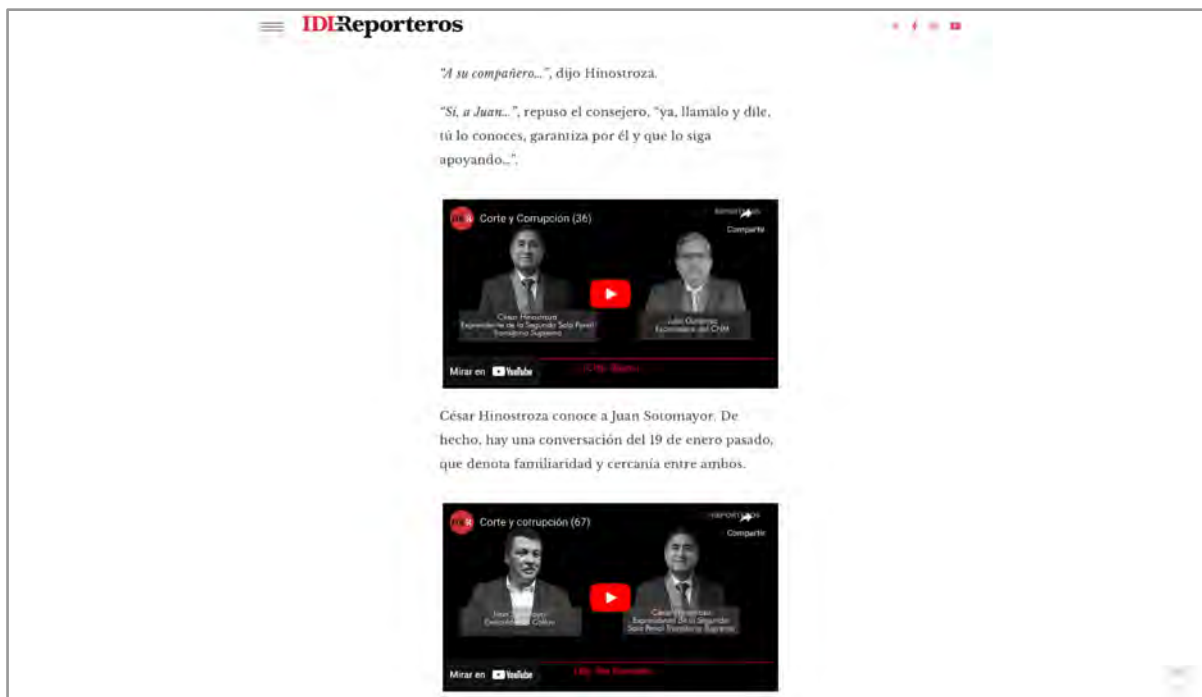 IDL-Reporteros
“A su compañero...”, dijo Hinostroza.
“Sí, a Juan...”, repuso el consejero, “ya, llamalo y dile,
tú lo conoces, garantiza por él y que lo siga
apoyando...”.
Corte y Corrupción (36)
Compartir
César Hinostroza
Expresidente de la Segunda Sala Penal
Transitoria Suprema
Julio Gutiérrez
Exconsejero del CNM
Mirar en YouTube
César Hinostroza conoce a Juan Sotomayor. De
hecho, hay una conversación del 19 de enero pasado,
que denota familiaridad y cercanía entre ambos.
Corte y corrupción (67)
REPORTEROS
Compartir
César Hinostroza
Expresidente de la Segunda
Sala Penal Transitoria Suprema
Mirar en YouTube